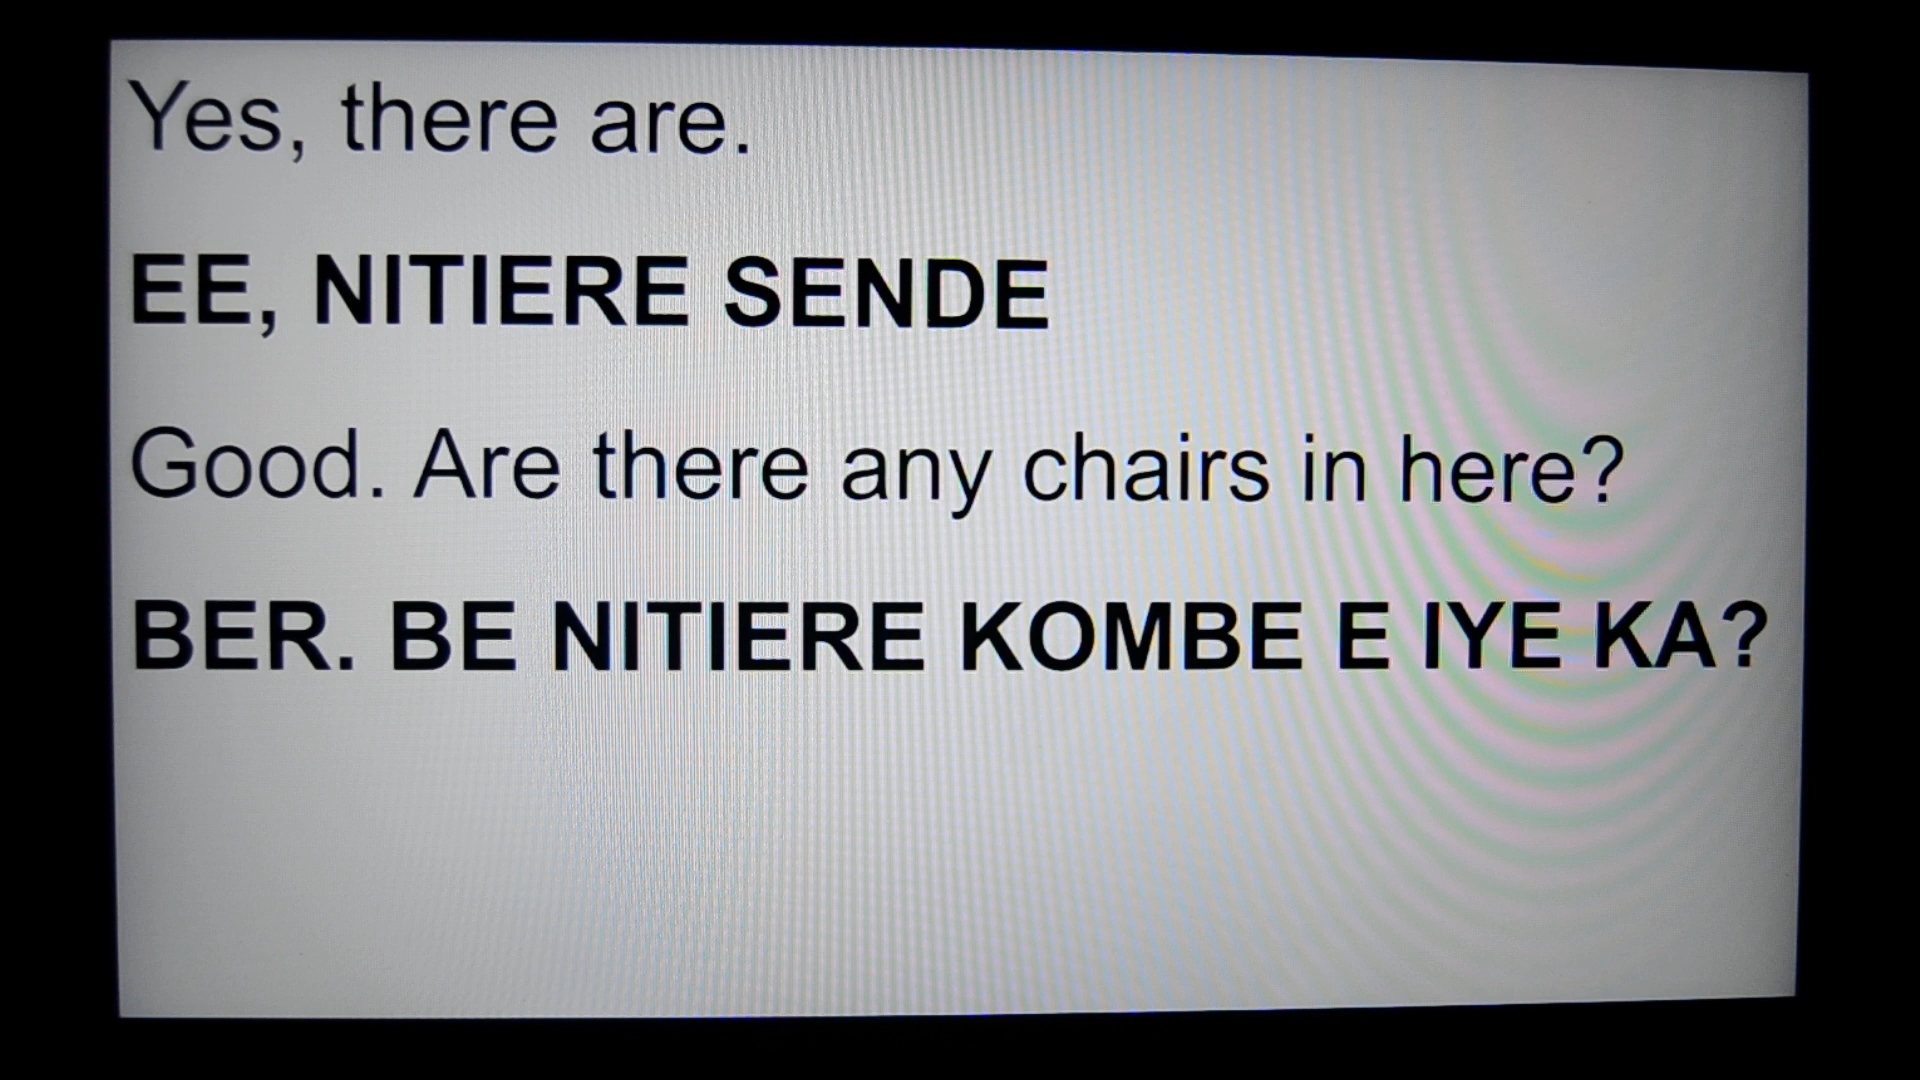 Yes, there are.
EE, NITIERE SENDE
Good. Are there any chairs in here?
BER. BE NITIERE KOMBE E IYE KA?